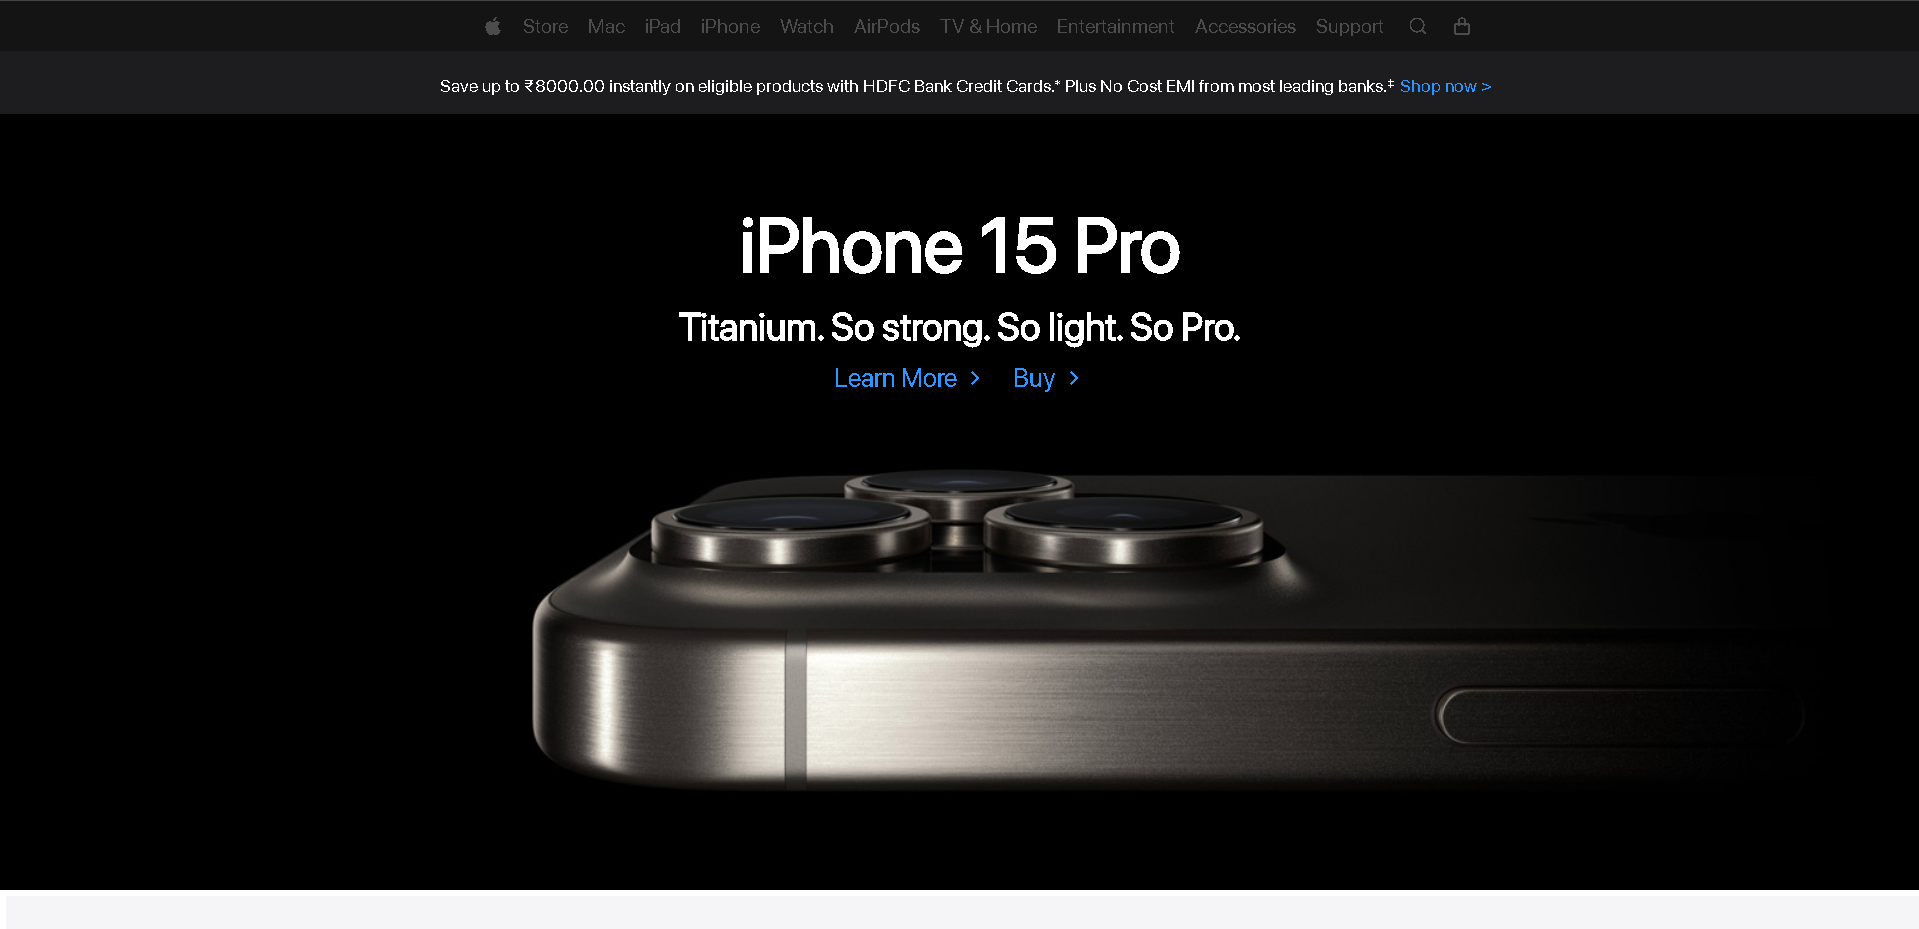 Store Mac iPad iPhone Watch AirPods TV & Home Entertainment Accessories Support
Save up to ₹8000.00 instantly on eligible products with HDFC Bank Credit Cards.* Plus No Cost EMI from most leading banks.‡ Shop now >
iPhone 15 Pro
Titanium. So strong. So light. So Pro.
Learn More > Buy >